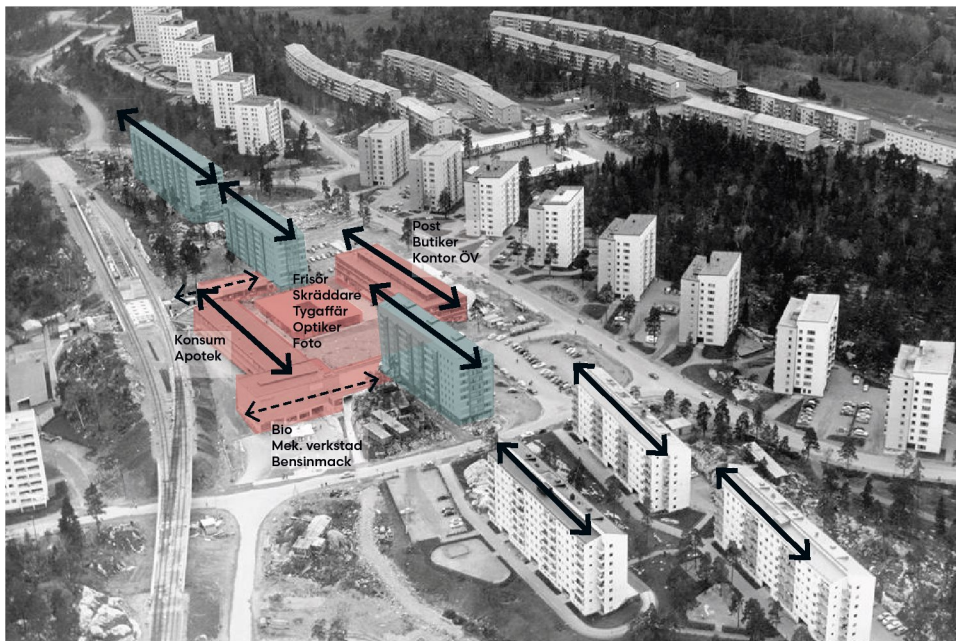 Post
Butiker
Kontor ÖV
Frisör
Skräddare
Tygaffär
Optiker
Foto
Konsum
Apotek
Bio
Mek. verkstad
Bensinmack